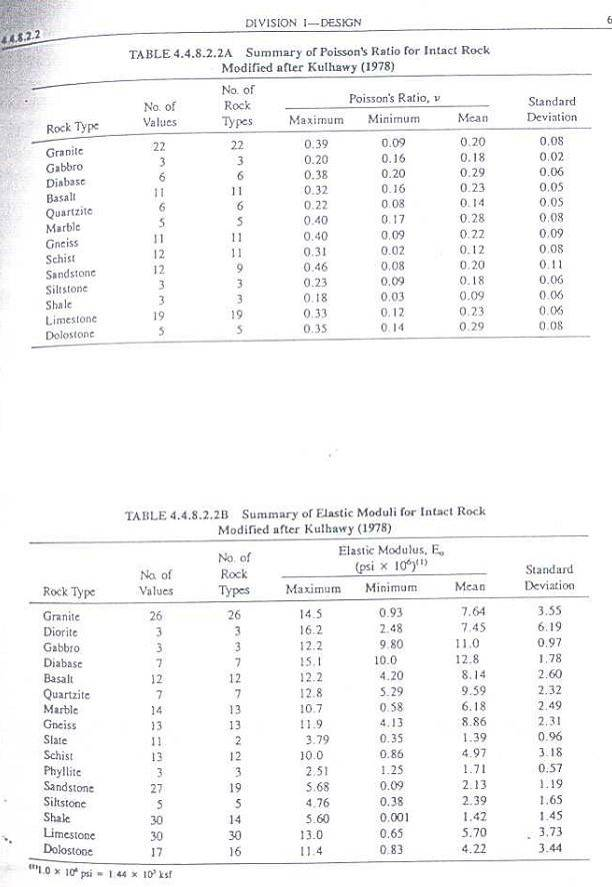 4.4.8.2.2
DIVISION I—DESIGN
6
TABLE 4.4.8.2.2A Summary of Poisson's Ratio for Intact Rock
Modified after Kulhawy (1978)
Rock Type No. of Values No. of Rock Types Poisson's Ratio, ν Maximum Minimum Mean Standard Deviation
Granite 22 22 0.39 0.09 0.20 0.08
Gabbro 3 3 0.20 0.16 0.18 0.02
Diabase 6 6 0.38 0.20 0.29 0.06
Basalt 11 11 0.32 0.16 0.23 0.05
Quartzite 6 6 0.22 0.08 0.14 0.05
Marble 5 5 0.40 0.17 0.28 0.08
Gneiss 11 11 0.40 0.09 0.22 0.09
Schist 12 11 0.31 0.02 0.12 0.08
Sandstone 12 9 0.46 0.08 0.20 0.11
Siltstone 3 3 0.23 0.09 0.18 0.06
Shale 3 3 0.18 0.03 0.09 0.06
Limestone 19 19 0.33 0.12 0.23 0.06
Dolostone 5 5 0.35 0.14 0.29 0.08
TABLE 4.4.8.2.2B Summary of Elastic Moduli for Intact Rock
Modified after Kulhawy (1978)
Rock Type No. of Values No. of Rock Types Elastic Modulus, Eo (psi × 10⁶)⁽¹⁾ Maximum Minimum Mean Standard Deviation
Granite 26 26 14.5 0.93 7.64 3.55
Diorite 3 3 16.2 2.48 7.45 6.19
Gabbro 3 3 12.2 9.80 11.0 0.97
Diabase 7 7 15.1 10.0 12.8 1.78
Basalt 12 12 12.2 4.20 8.14 2.60
Quartzite 7 7 12.8 5.29 9.59 2.32
Marble 14 13 10.7 0.58 6.18 2.49
Gneiss 13 13 11.9 4.13 8.86 2.31
Slate 11 2 3.79 0.35 1.39 0.96
Schist 13 12 10.0 0.86 4.97 3.18
Phyllite 3 3 2.51 1.25 1.71 0.57
Sandstone 27 19 5.68 0.09 2.13 1.19
Siltstone 5 5 4.76 0.38 2.39 1.65
Shale 30 14 5.60 0.001 1.42 1.45
Limestone 30 30 13.0 0.65 5.70 3.73
Dolostone 17 16 11.4 0.83 4.22 3.44
⁽¹⁾1.0 × 10⁶ psi = 1.44 × 10⁵ ksf